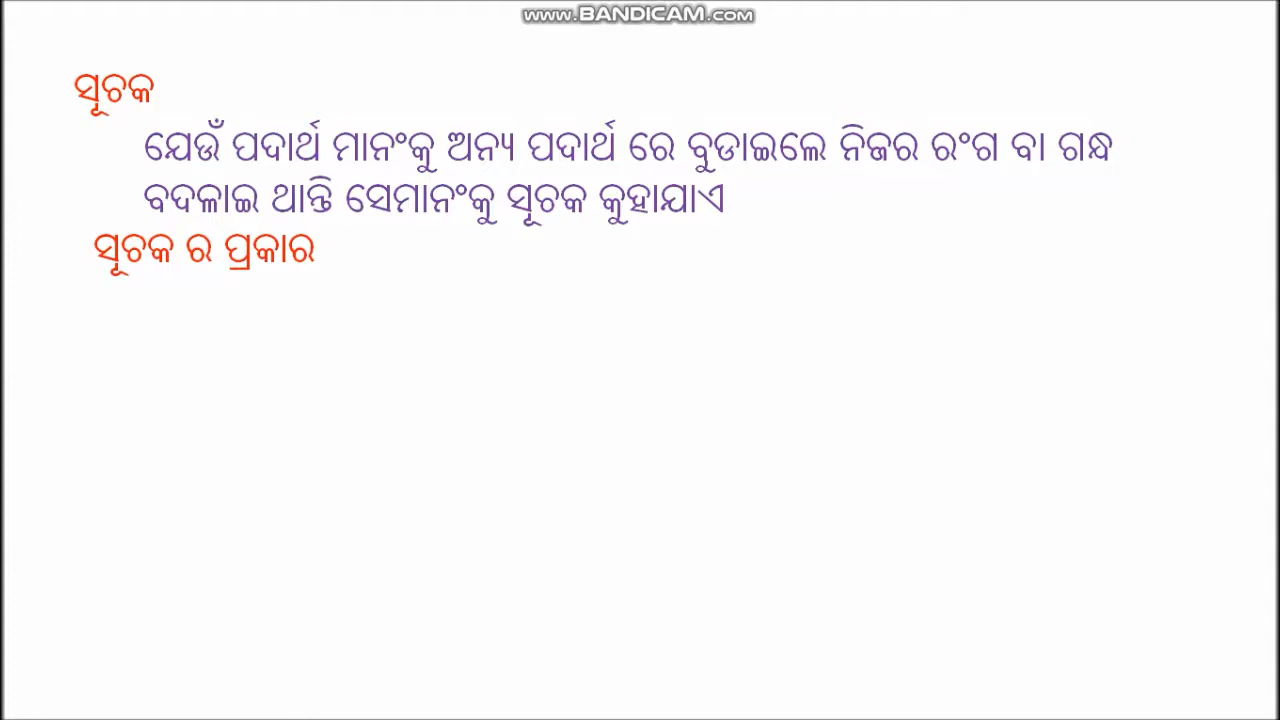 www.BANDICAM.com
ସୂଚକ
ଯେଉଁ ପଦାର୍ଥ ମାନଂକୁ ଅନ୍ୟ ପଦାର୍ଥ ରେ ବୁଡାଇଲେ ନିଜର ରଂଗ ବା ଗନ୍ଧ
ବଦଳାଇ ଥାନ୍ତି ସେମାନଂକୁ ସୂଚକ କୁହାଯାଏ
ସୂଚକ ର ପ୍ରକାର